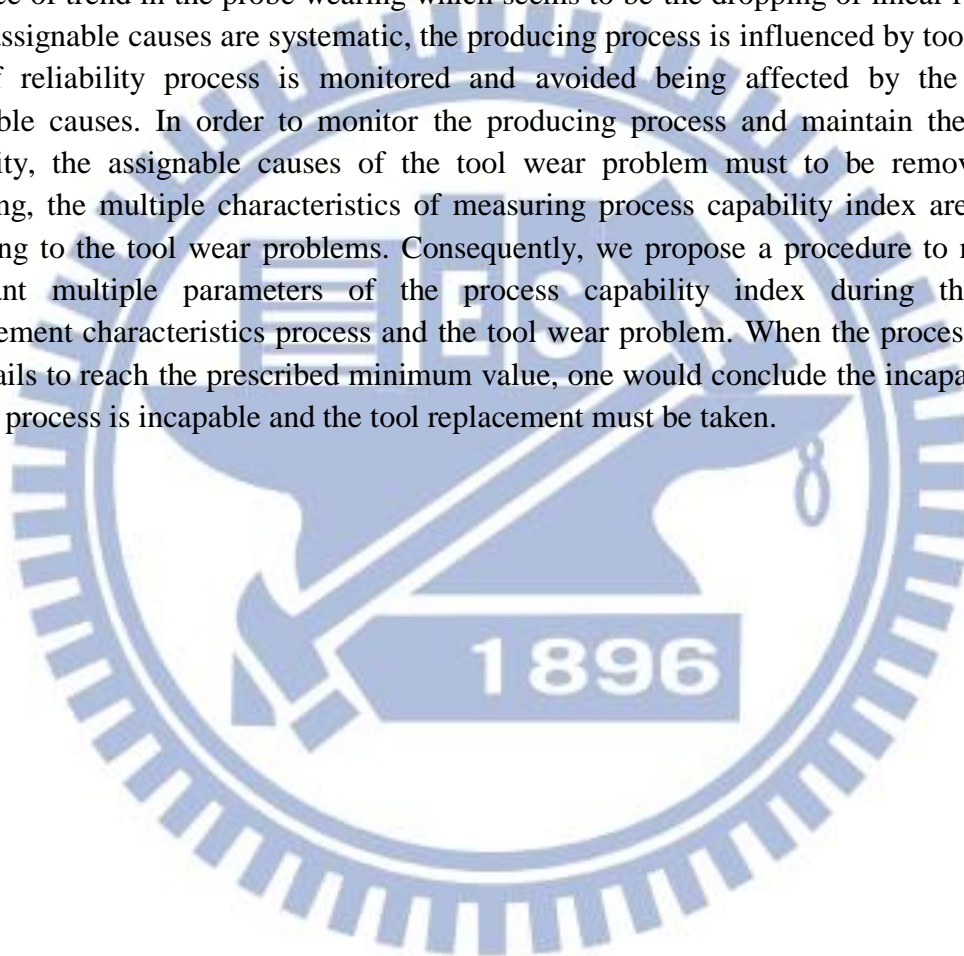 of trend in the probe wearing which seems to be the dropping of linear
assignable causes are systematic, the producing process is influenced by too
reliability process is monitored and avoided being affected by the
ble causes. In order to monitor the producing process and maintain the
ity, the assignable causes of the tool wear problem must to be remov
ng, the multiple characteristics of measuring process capability index are
ng to the tool wear problems. Consequently, we propose a procedure to
nt multiple parameters of the process capability index during th
ement characteristics process and the tool wear problem. When the proces
ails to reach the prescribed minimum value, one would conclude the incapa
process is incapable and the tool replacement must be taken.
ES
1896